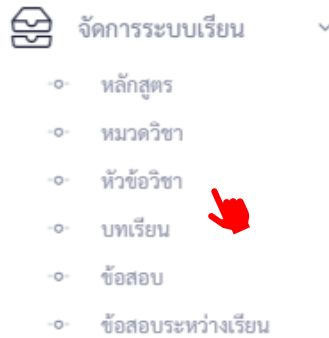 จัดการระบบเรียน
หลักสูตร
หมวดวิชา
หัวข้อวิชา
บทเรียน
ข้อสอบ
ข้อสอบระหว่างเรียน